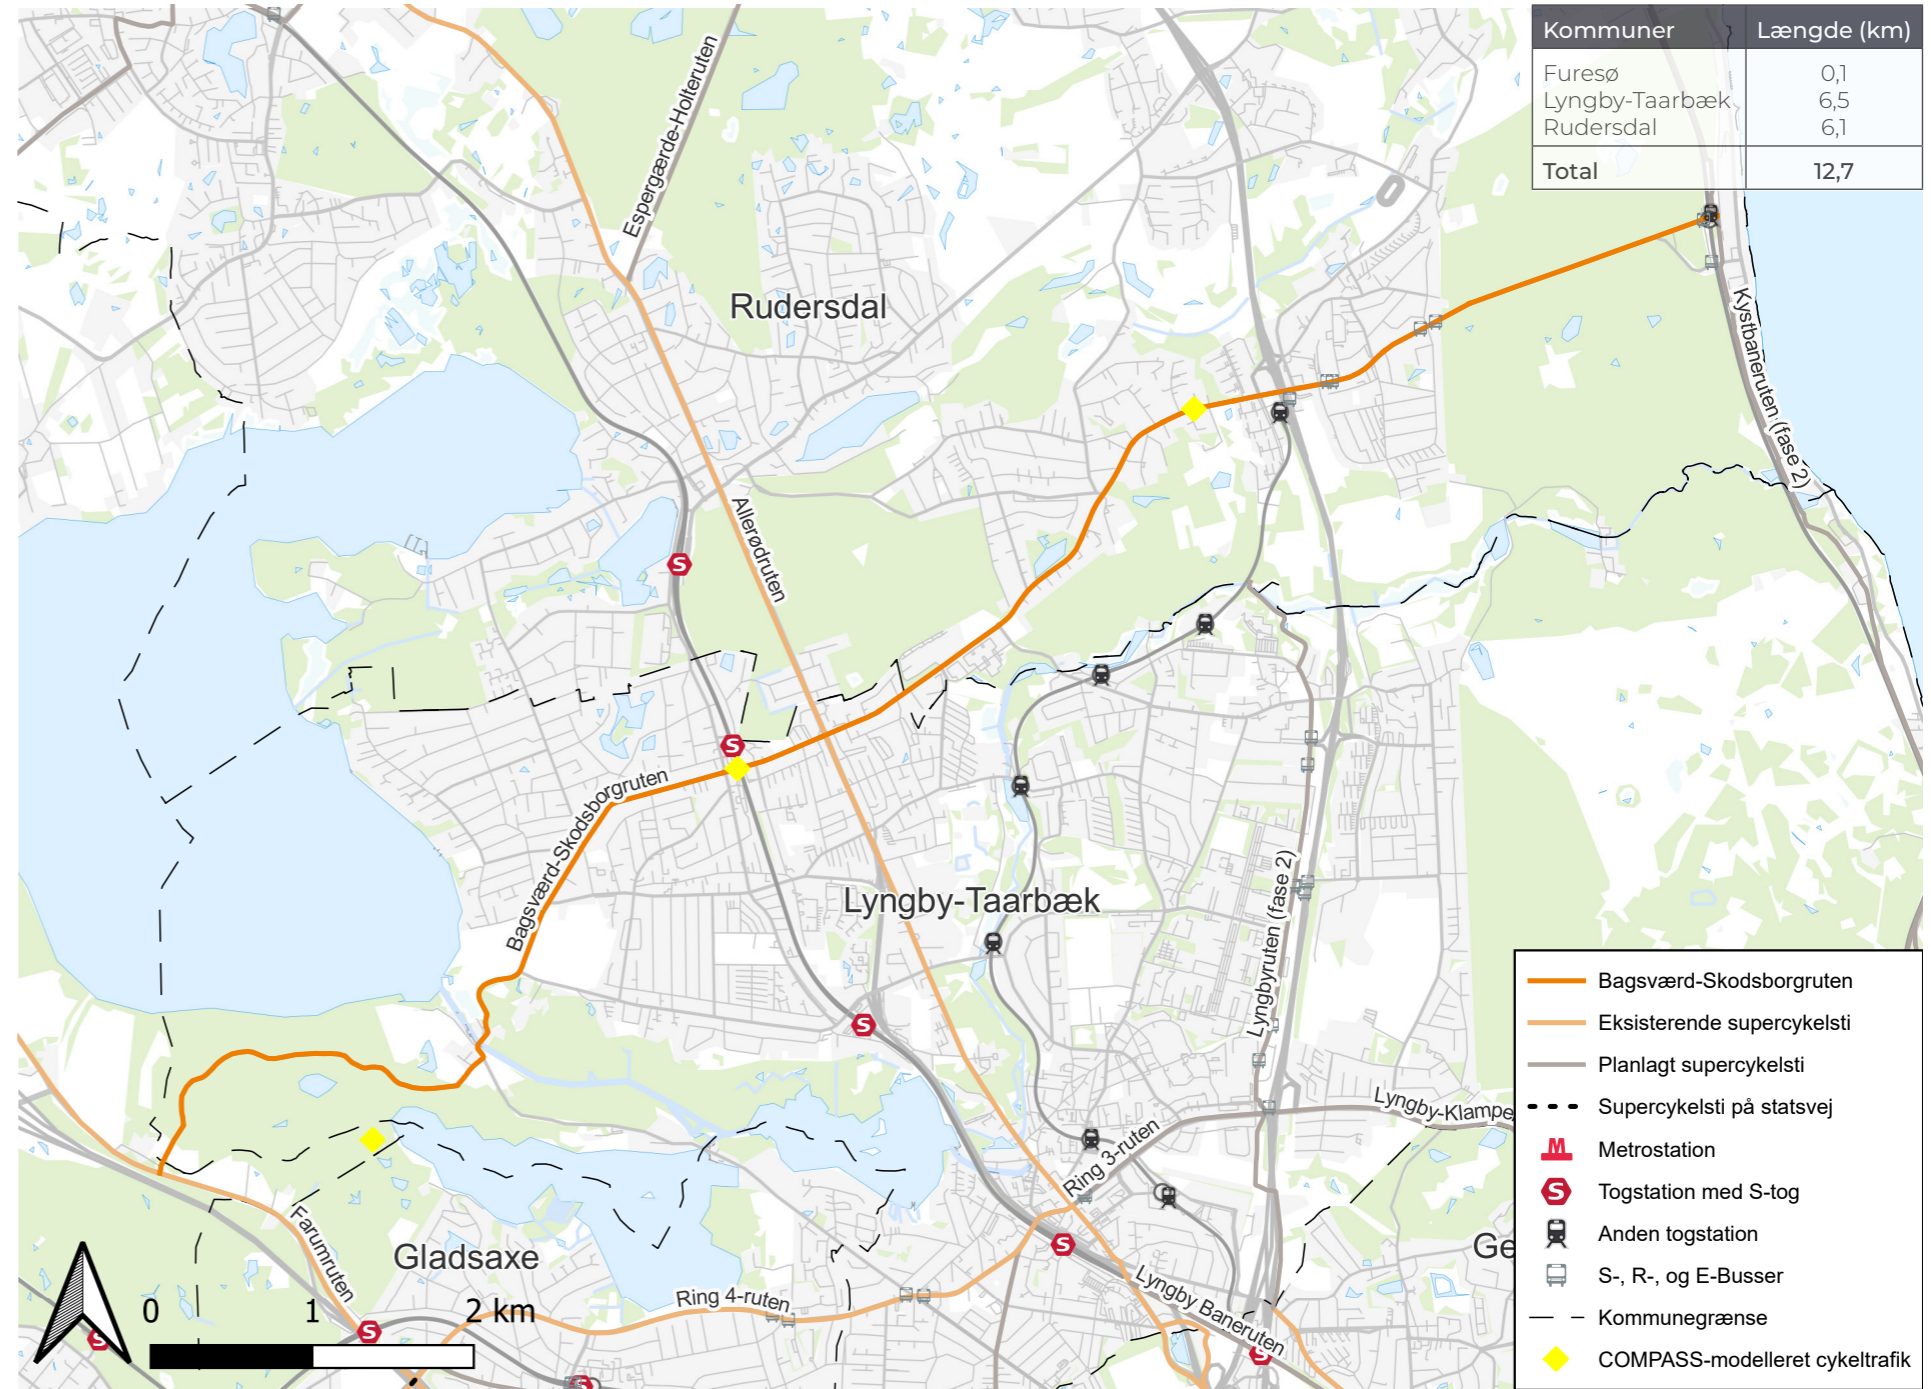 Kommuner Længde (km)
Furesø 0,1
Lyngby-Taarbæk 6,5
Rudersdal 6,1
Total 12,7
Espergærde-Holteruten
Rudersdal
Kystbaneruten (fase 2)
Allerødruten
Bagsværd-Skodsborgruten
Lyngby-Taarbæk
Lyngbyruten (fase 2)
Lyngby-Klampe
Ring 3-ruten
Farumruten
Gladsaxe
Ge
Ring 4-ruten
Lyngby Baneruten
0 1 2 km
Bagsværd-Skodsborgruten
Eksisterende supercykelsti
Planlagt supercykelsti
Supercykelsti på statsvej
M Metrostation
S Togstation med S-tog
Anden togstation
S-, R-, og E-Busser
Kommunegrænse
COMPASS-modelleret cykeltrafik